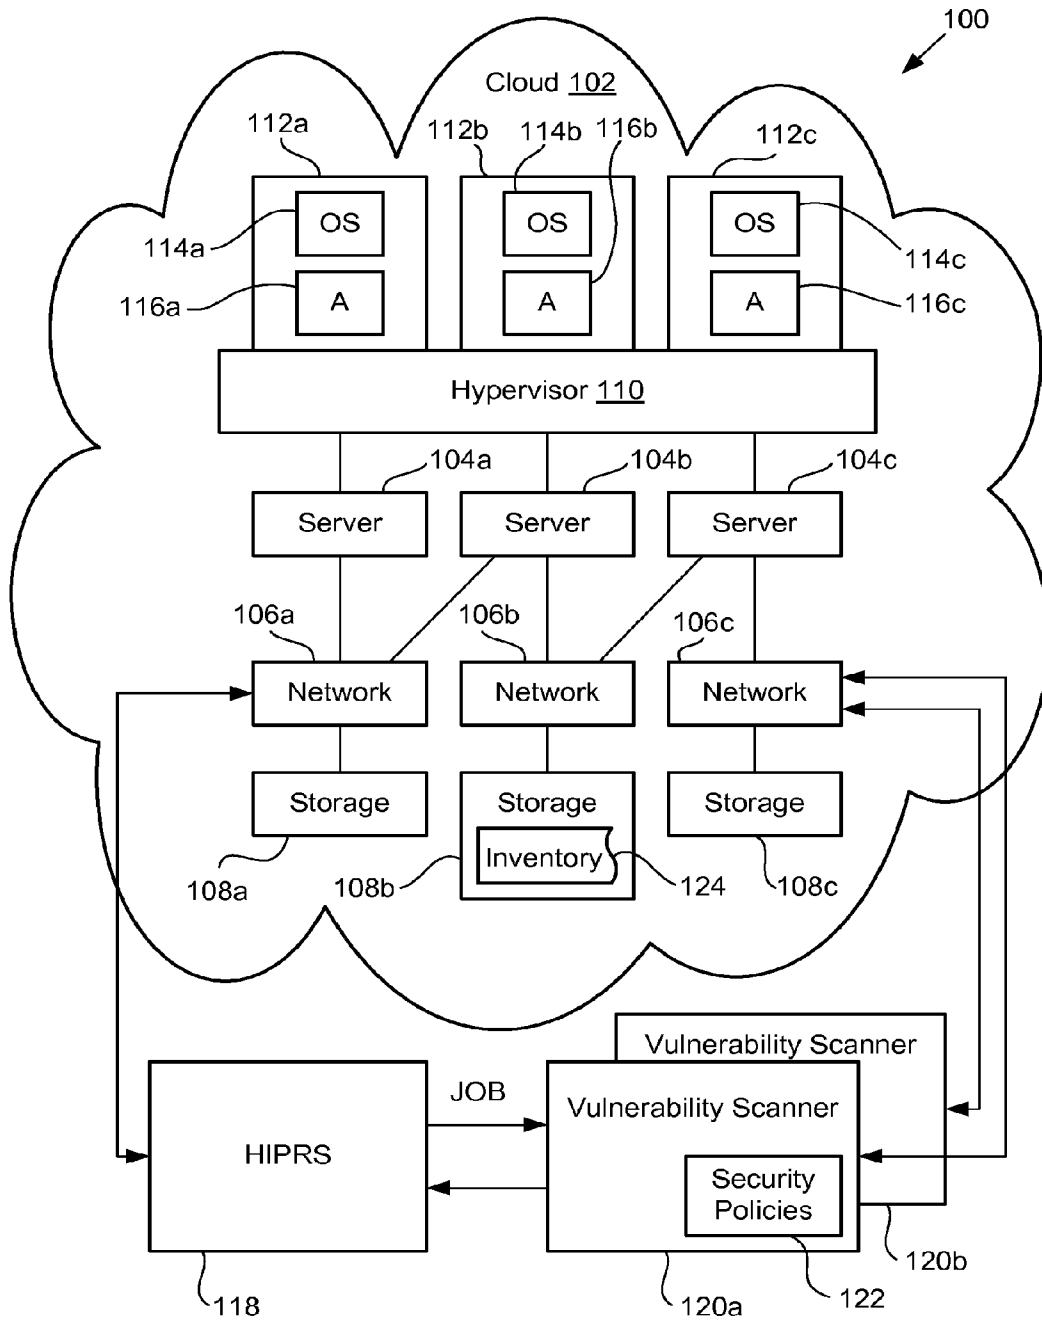 100
Cloud 102
112a
112b
114b
116b
112c
OS
OS
OS
114a
114c
116a
A
A
A
116c
Hypervisor 110
104a
104b
104c
Server
Server
Server
106a
106b
106c
Network
Network
Network
Storage
Storage
Storage
Inventory
108a
108b
124
108c
Vulnerability Scanner
JOB
Vulnerability Scanner
HIPRS
Security
Policies
120b
118
120a
122